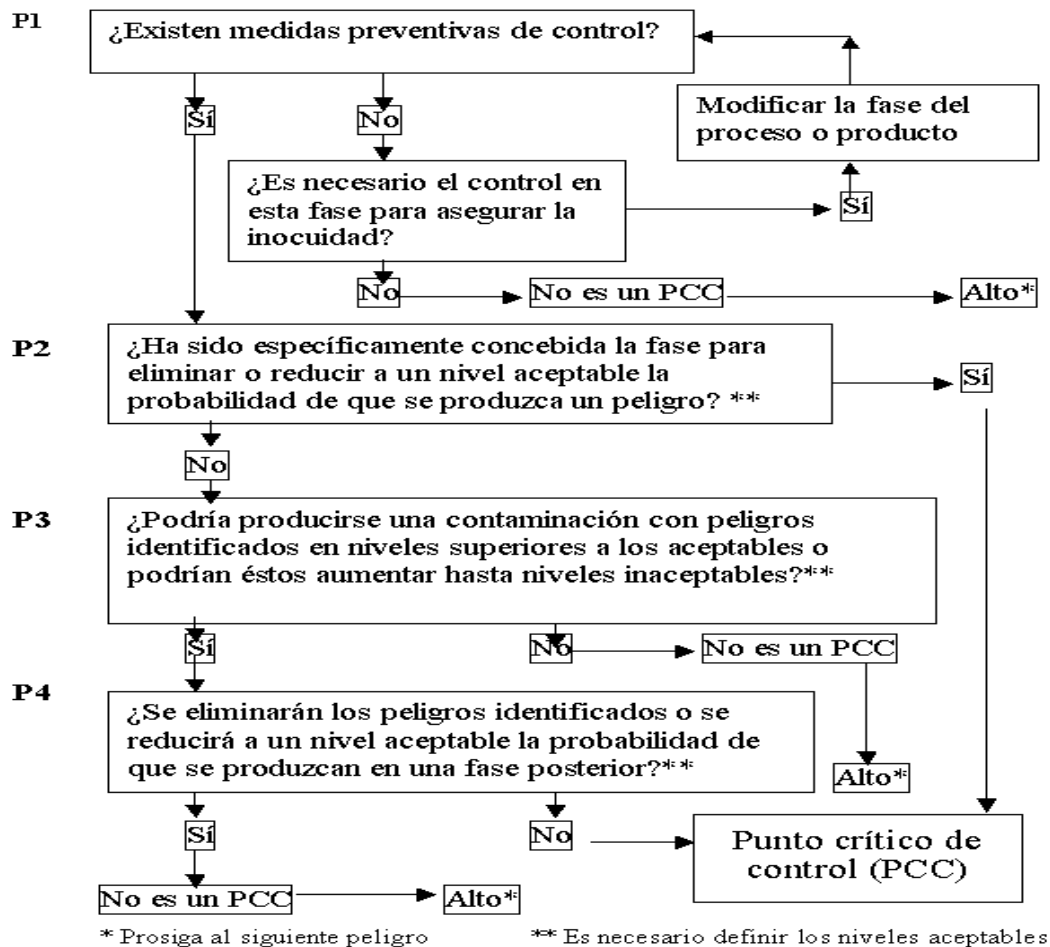 P1
¿Existen medidas preventivas de control?
Modificar la fase del
proceso o producto
Sí
No
¿Es necesario el control en
esta fase para asegurar la
inocuidad?
Sí
No
No es un PCC
Alto*
P2
¿Ha sido específicamente concebida la fase para
eliminar o reducir a un nivel aceptable la
probabilidad de que se produzca un peligro? **
Sí
No
P3
¿Podría producirse una contaminación con peligros
identificados en niveles superiores a los aceptables o
podrían éstos aumentar hasta niveles inaceptables?**
Sí
No
No es un PCC
Alto*
P4
¿Se eliminarán los peligros identificados o se
reducirá a un nivel aceptable la probabilidad de
que se produzcan en una fase posterior?**
Sí
No
Punto crítico de
control (PCC)
No es un PCC
Alto*
* Prosiga al siguiente peligro
** Es necesario definir los niveles aceptables